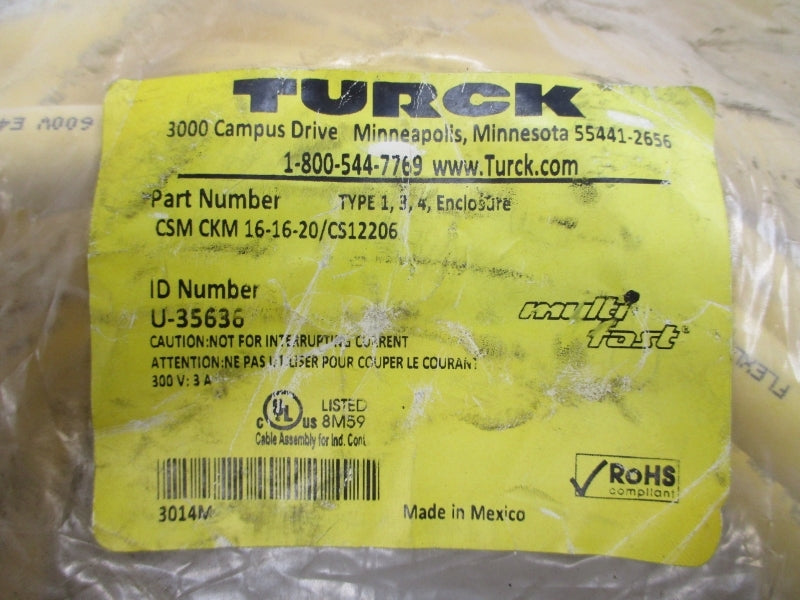 TURCK
3000 Campus Drive Minneapolis, Minnesota 55441-2656
1-800-544-7769 www.Turck.com
Part Number TYPE 1, 3, 4, Enclosure
CSM CKM 16-16-20/CS12206
ID Number
U-35636
multi
fast®
CAUTION:NOT FOR INTERRUPTING CURRENT
ATTENTION:NE PAS UTILISER POUR COUPER LE COURANT
300 V: 3 A
c UL us LISTED
8M59
Cable Assembly for Ind. Cont.
RoHS
compliant
3014M
Made in Mexico
600V